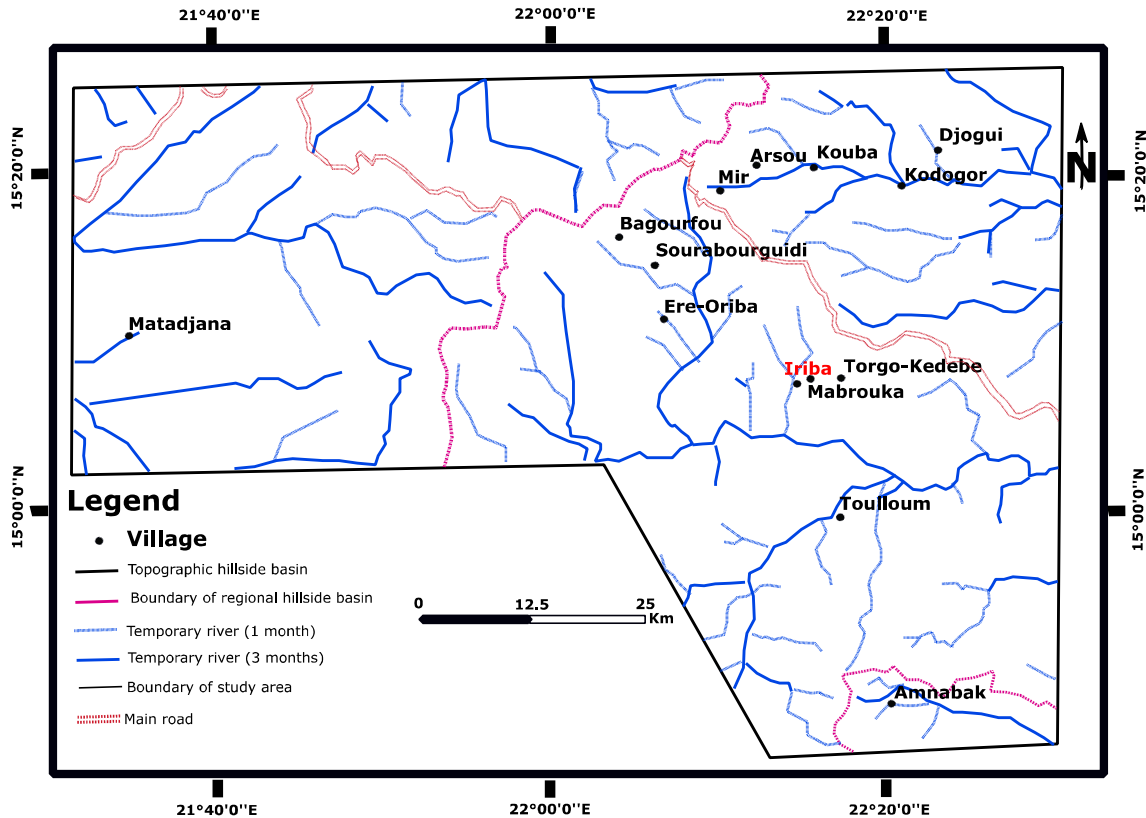 21°40'0''E
22°00'0''E
22°20'0''E
15°20'0''N
15°20'0''N
N
Djogui
Arsou
Kouba
Mir
Kodogor
Bagourfou
Sourabourguidi
Ere-Oriba
Matadjana
Iriba
Torgo-Kedebe
Mabrouka
Toulloum
15°00'0''N
15°00'0''N
Legend
Village
Topographic hillside basin
Boundary of regional hillside basin
Temporary river (1 month)
Temporary river (3 months)
Boundary of study area
Main road
0 12.5 25
Km
Amnabak
21°40'0''E
22°00'0''E
22°20'0''E